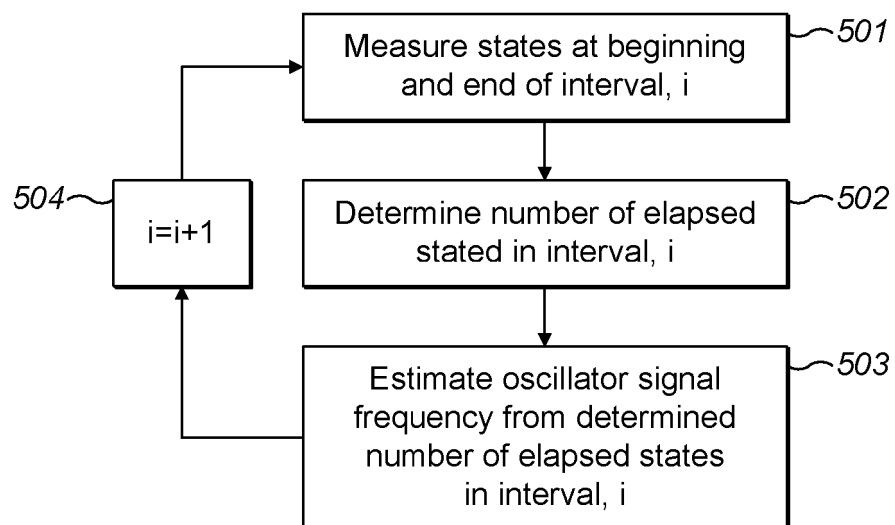 Measure states at beginning
and end of interval, i
501
504
i=i+1
Determine number of elapsed
stated in interval, i
502
Estimate oscillator signal
frequency from determined
number of elapsed states
in interval, i
503